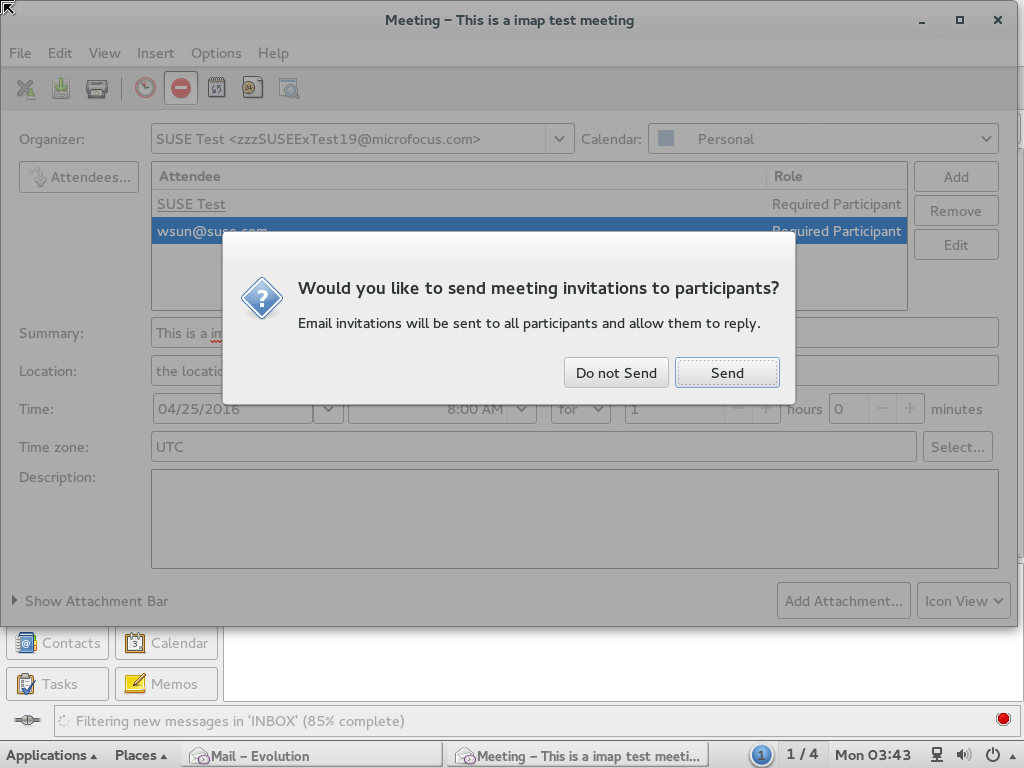 Meeting – This is a imap test meeting
File Edit View Insert Options Help
Organizer: SUSE Test <zzzSUSEExTest19@microfocus.com> Calendar: Personal
Attendees... Attendee Role Add
SUSE Test Required Participant Remove
wsun@suse.com Required Participant
Edit
Would you like to send meeting invitations to participants?
Email invitations will be sent to all participants and allow them to reply.
Do not Send Send
Summary: This is a im
Location: the locatio
Time: 04/25/2016 8:00 AM for 1 hours 0 minutes
Time zone: UTC Select...
Description:
Show Attachment Bar Add Attachment... Icon View
Contacts Calendar
Tasks Memos
Filtering new messages in 'INBOX' (85% complete)
Applications Places Mail – Evolution Meeting – This is a imap test meeti... 1 1 / 4 Mon 03:43